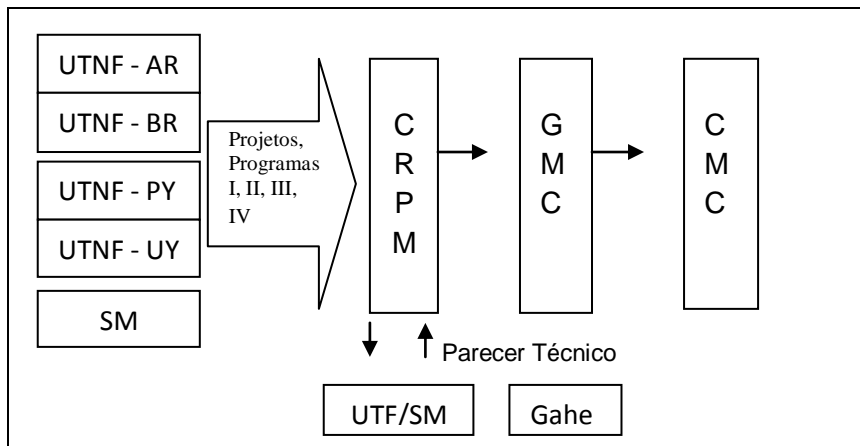 UTNF - AR
UTNF - BR
UTNF - PY
UTNF - UY
SM
Projetos,
Programas
I, II, III,
IV
C
R
P
M
G
M
C
C
M
C
Parecer Técnico
UTF/SM
Gahe